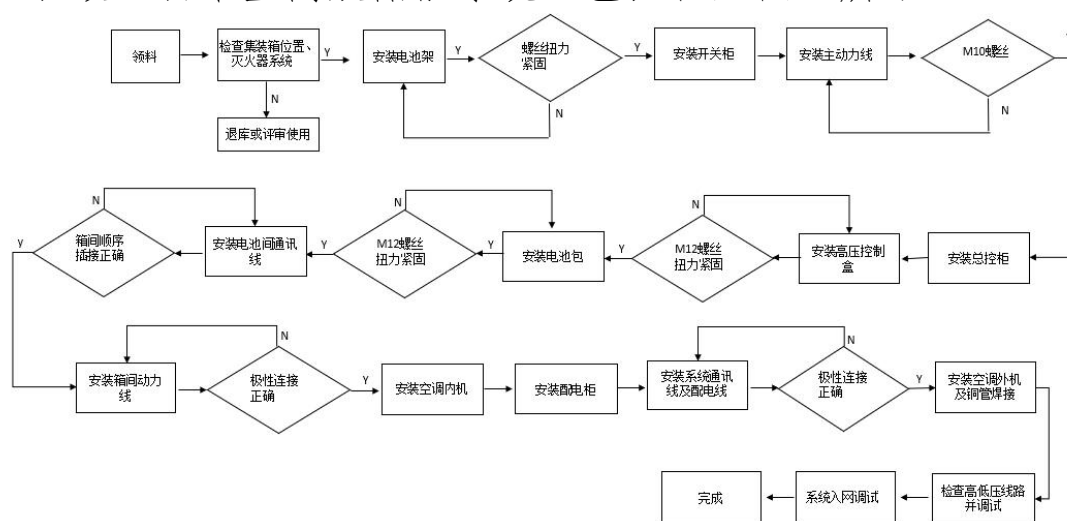 领料
检查集装箱位置、
灭火器系统
Y
安装电池架
Y
螺丝扭力
紧固
Y
安装开关柜
安装主动力线
M10螺丝
N
退库或评审使用
N
N
N
N
N
Y
箱间顺序
插接正确
安装电池间通讯
线
Y
M12螺丝
扭力紧固
Y
安装电池包
Y
M12螺丝
扭力紧固
安装高压控制
盒
安装总控柜
N
N
安装箱间动力
线
极性连接
正确
Y
安装空调内机
安装配电柜
安装系统通讯
线及配电线
极性连接
正确
Y
安装空调外机
及铜管焊接
完成
系统入网调试
检查高低压线路
并调试